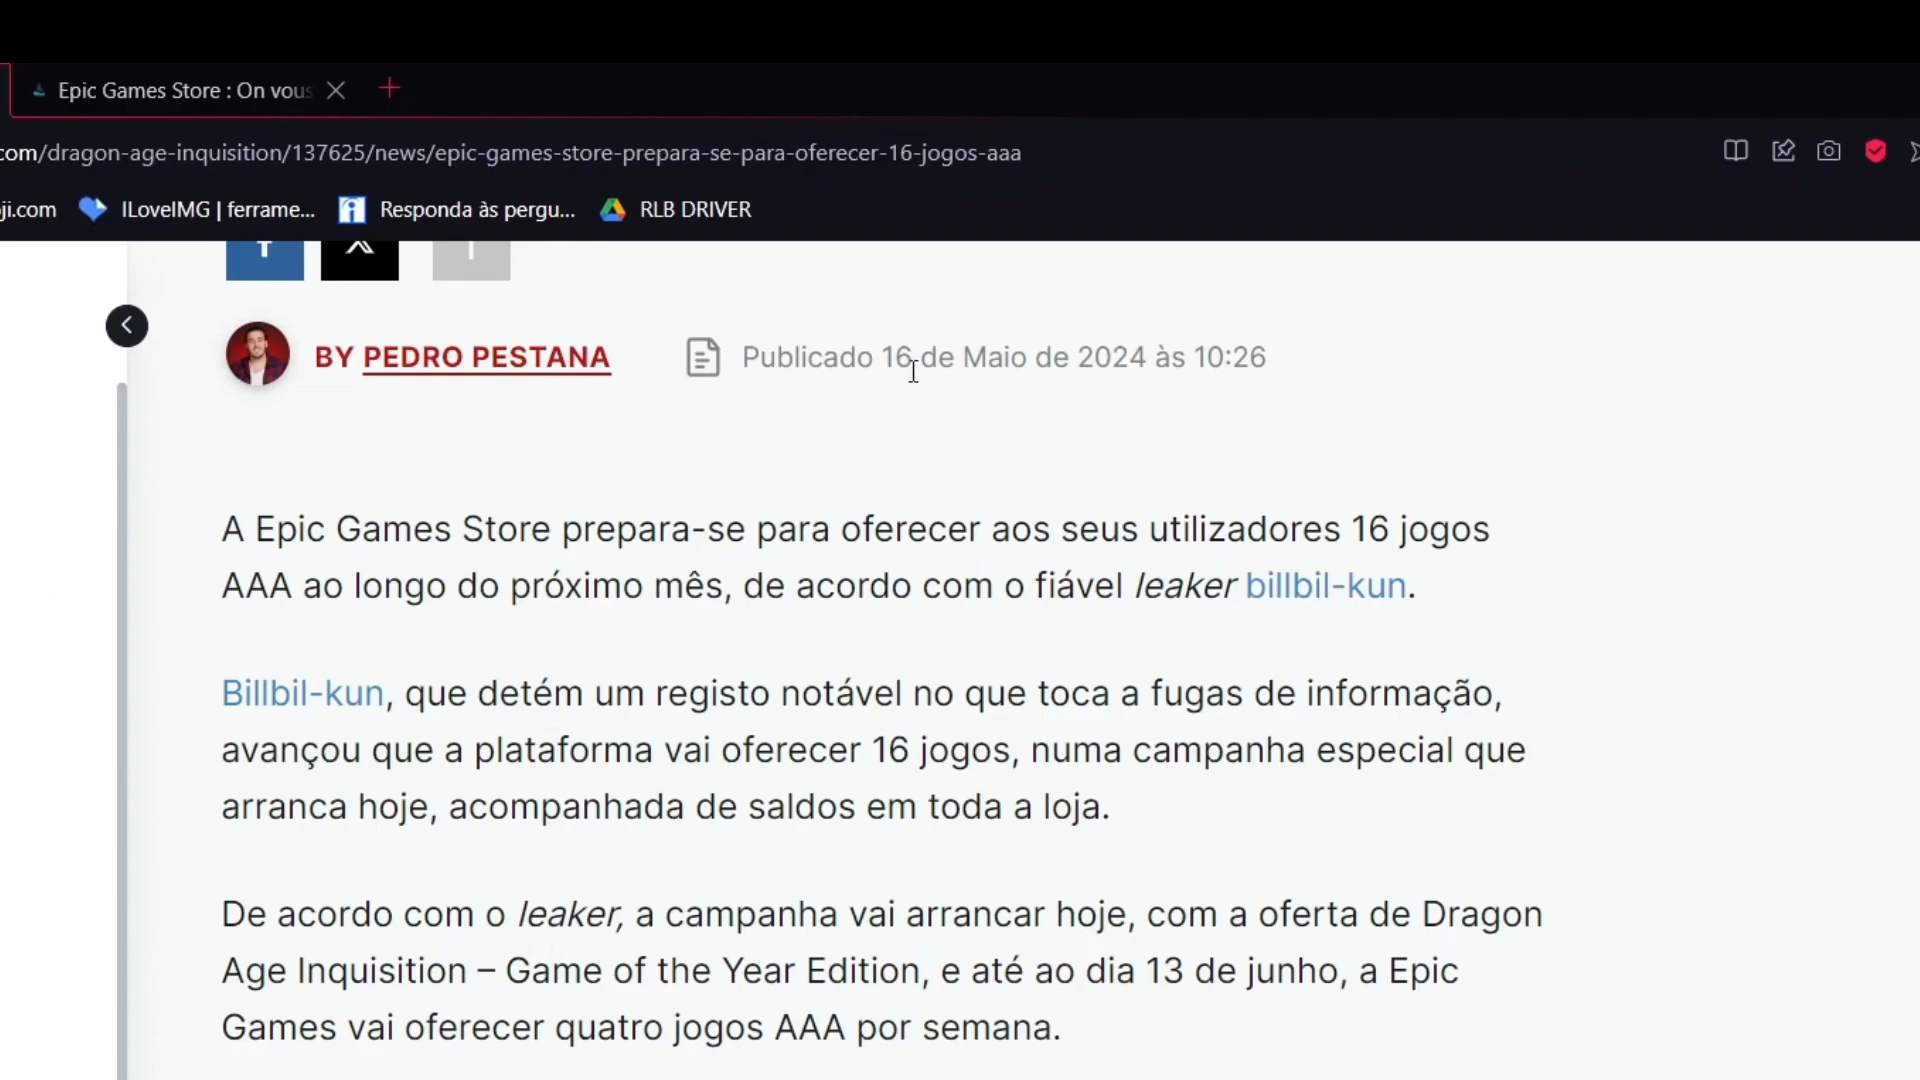 Epic Games Store : On vous
com/dragon-age-inquisition/137625/news/epic-games-store-prepara-se-para-oferecer-16-jogos-aaa
ji.com ILoveIMG | ferrame... Responda às pergu... RLB DRIVER
BY PEDRO PESTANA Publicado 16 de Maio de 2024 às 10:26
A Epic Games Store prepara-se para oferecer aos seus utilizadores 16 jogos
AAA ao longo do próximo mês, de acordo com o fiável leaker billbil-kun.
Billbil-kun, que detém um registo notável no que toca a fugas de informação,
avançou que a plataforma vai oferecer 16 jogos, numa campanha especial que
arranca hoje, acompanhada de saldos em toda a loja.
De acordo com o leaker, a campanha vai arrancar hoje, com a oferta de Dragon
Age Inquisition – Game of the Year Edition, e até ao dia 13 de junho, a Epic
Games vai oferecer quatro jogos AAA por semana.